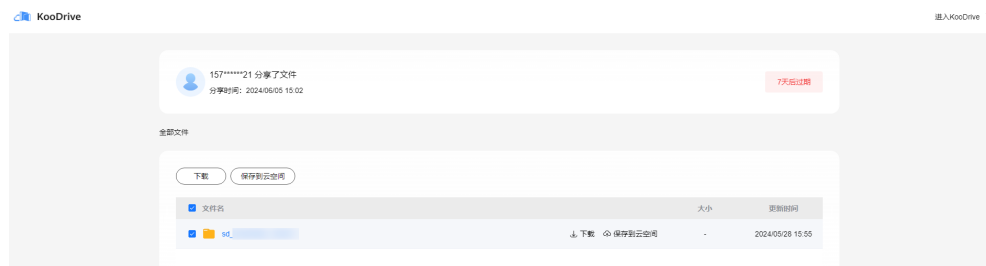 KooDrive
进入KooDrive
157******21 分享了文件
7天后过期
分享时间：2024/06/05 15:02
全部文件
下载 保存到云空间
文件名 大小 更新时间
sd_ 下载 保存到云空间 - 2024/05/28 15:55